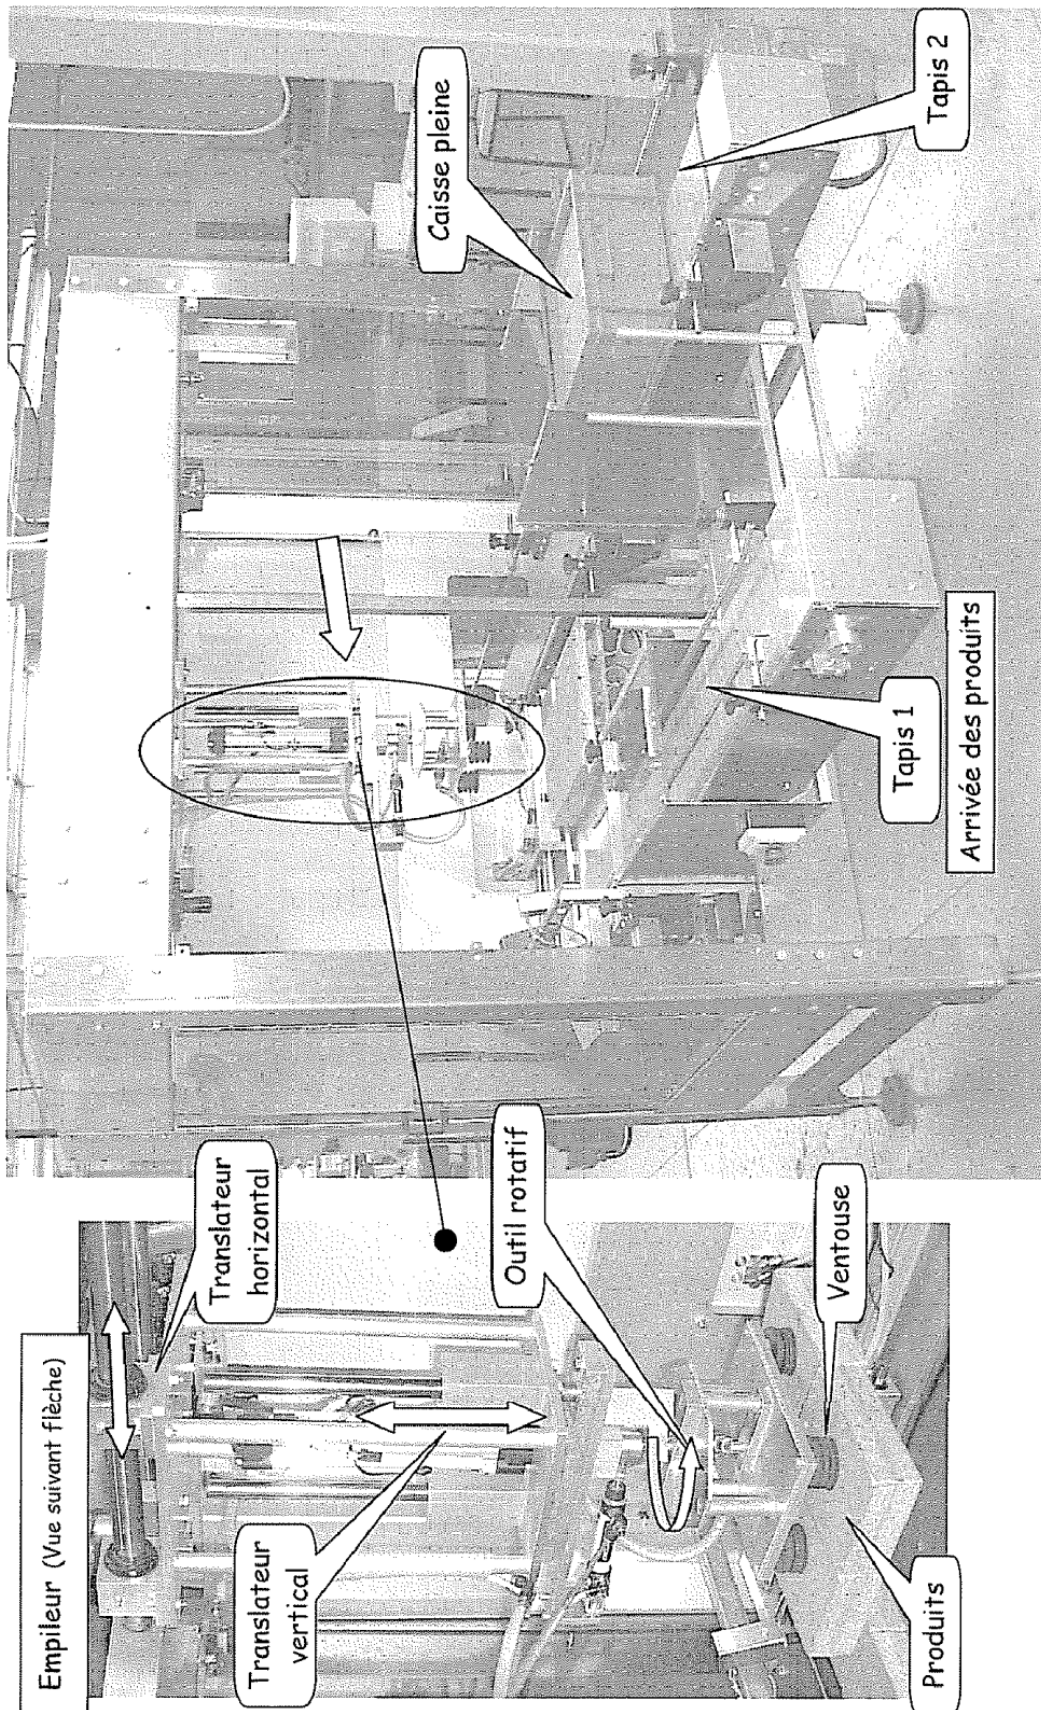 Empileur (Vue suivant flèche)
Translateur
horizontal
Translateur
vertical
Outil rotatif
Ventouse
Produits
Caisse pleine
Tapis 2
Tapis 1
Arrivée des produits